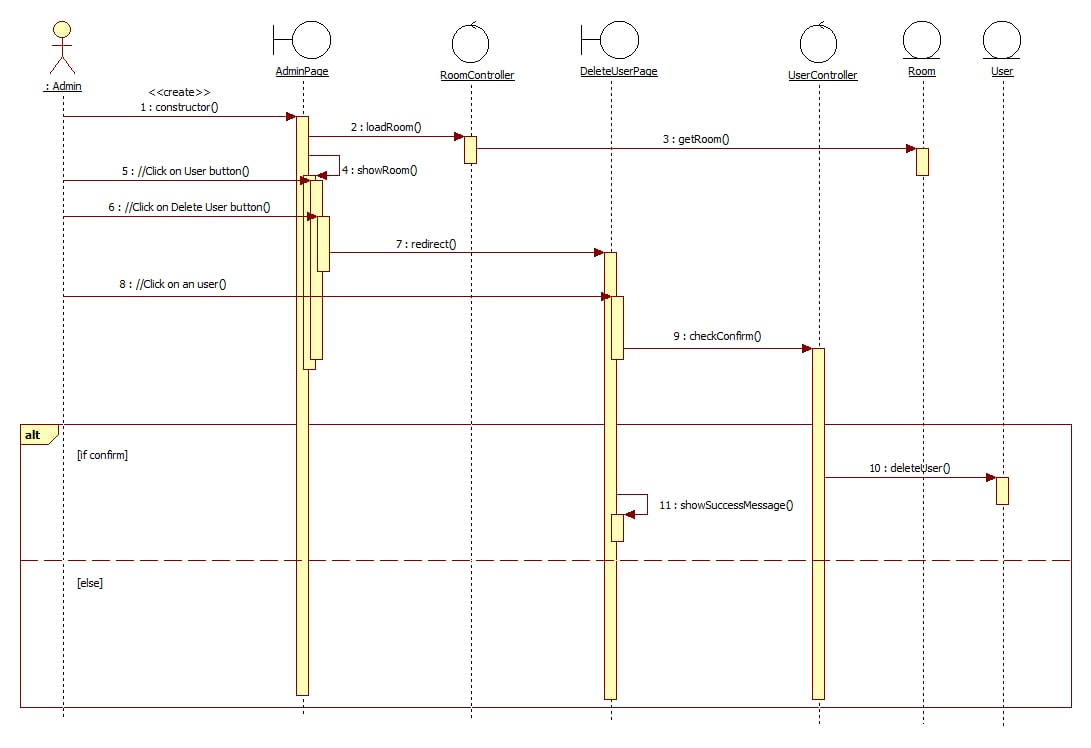 : Admin
AdminPage
RoomController
DeleteUserPage
UserController
Room
User
<<create>>
1 : constructor()
2 : loadRoom()
3 : getRoom()
4 : showRoom()
5 : //Click on User button()
6 : //Click on Delete User button()
7 : redirect()
8 : //Click on an user()
9 : checkConfirm()
alt
[if confirm]
10 : deleteUser()
11 : showSuccessMessage()
[else]